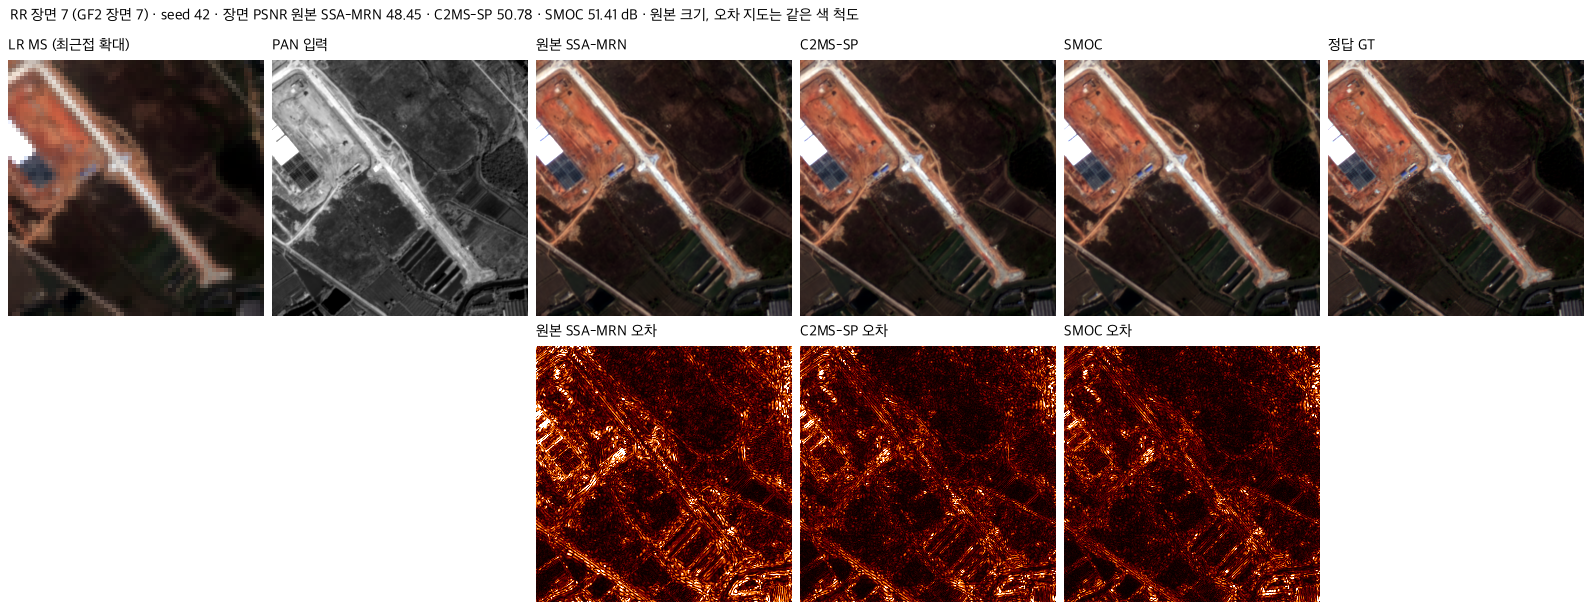 RR 장면 7 (GF2 장면 7) · seed 42 · 장면 PSNR 원본 SSA-MRN 48.45 · C2MS-SP 50.78 · SMOC 51.41 dB · 원본 크기, 오차 지도는 같은 색 척도
LR MS (최근접 확대)
PAN 입력
원본 SSA-MRN
C2MS-SP
SMOC
정답 GT
원본 SSA-MRN 오차
C2MS-SP 오차
SMOC 오차